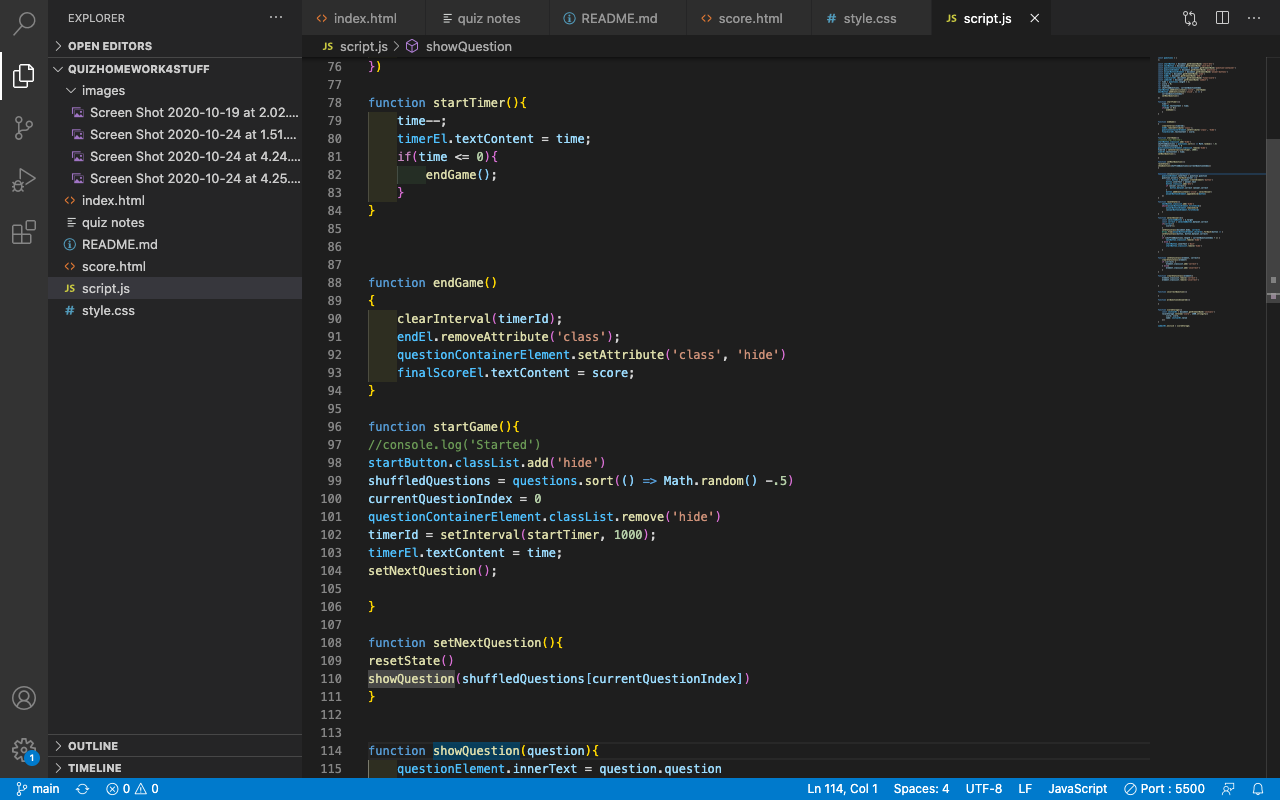 EXPLORER
OPEN EDITORS
QUIZHOMEWORK4STUFF
images
Screen Shot 2020-10-19 at 2.02....
Screen Shot 2020-10-24 at 1.51....
Screen Shot 2020-10-24 at 4.24....
Screen Shot 2020-10-24 at 4.25....
index.html
quiz notes
README.md
score.html
JS script.js
# style.css
OUTLINE
TIMELINE
index.html quiz notes README.md score.html # style.css JS script.js
JS script.js > showQuestion
76 })
77
78 function startTimer(){
79 time--;
80 timerEl.textContent = time;
81 if(time <= 0){
82 endGame();
83 }
84 }
85
86
87
88 function endGame()
89 {
90 clearInterval(timerId);
91 endEl.removeAttribute('class');
92 questionContainerElement.setAttribute('class', 'hide')
93 finalScoreEl.textContent = score;
94 }
95
96 function startGame(){
97 //console.log('Started')
98 startButton.classList.add('hide')
99 shuffledQuestions = questions.sort(() => Math.random() -.5)
100 currentQuestionIndex = 0
101 questionContainerElement.classList.remove('hide')
102 timerId = setInterval(startTimer, 1000);
103 timerEl.textContent = time;
104 setNextQuestion();
105
106 }
107
108 function setNextQuestion(){
109 resetState()
110 showQuestion(shuffledQuestions[currentQuestionIndex])
111 }
112
113
114 function showQuestion(question){
115 questionElement.innerText = question.question
1
main 0 0 Ln 114, Col 1 Spaces: 4 UTF-8 LF JavaScript Port : 5500